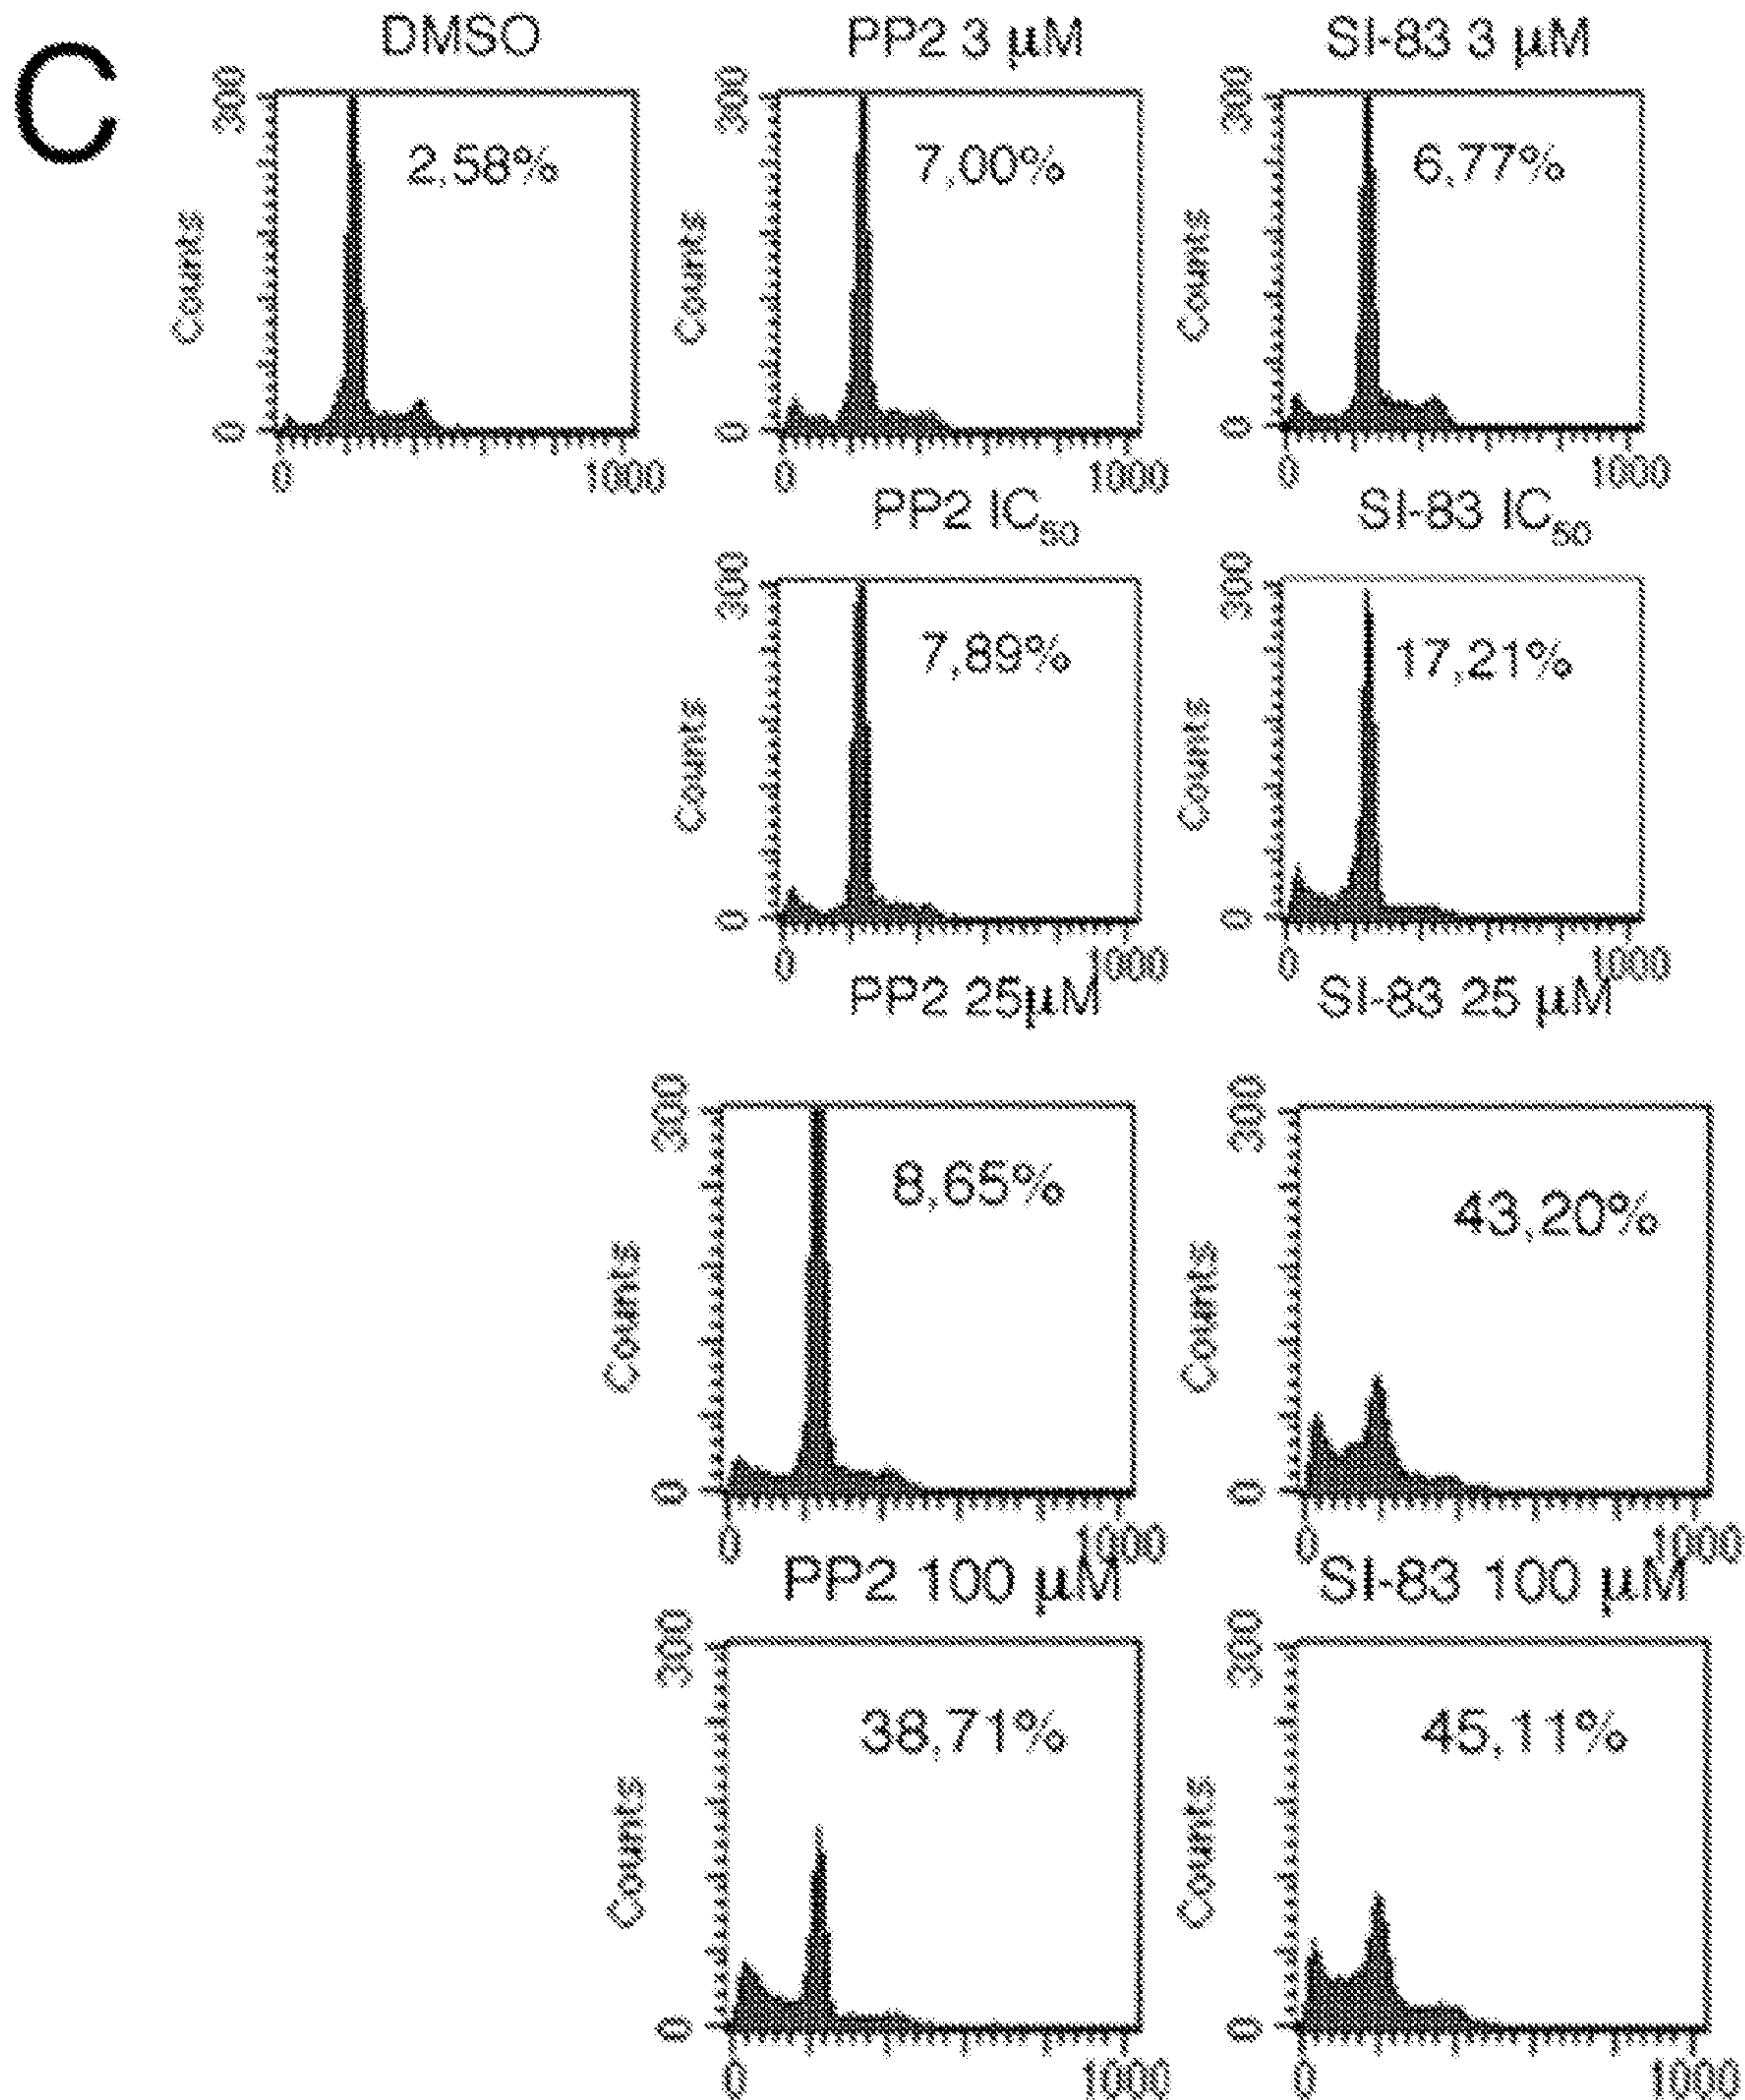 C
DMSO
PP2 3 μM
SI-83 3 μM
300
Counts
0
2,58%
0
1000
300
Counts
0
7,00%
0
1000
300
Counts
0
6,77%
0
1000
PP2 IC50
SI-83 IC50
300
Counts
0
7,89%
0
1000
300
Counts
0
17,21%
0
1000
PP2 25μM
SI-83 25 μM
300
Counts
0
8,65%
0
1000
300
Counts
0
43,20%
0
1000
PP2 100 μM
SI-83 100 μM
300
Counts
0
38,71%
0
1000
300
Counts
0
45,11%
0
1000